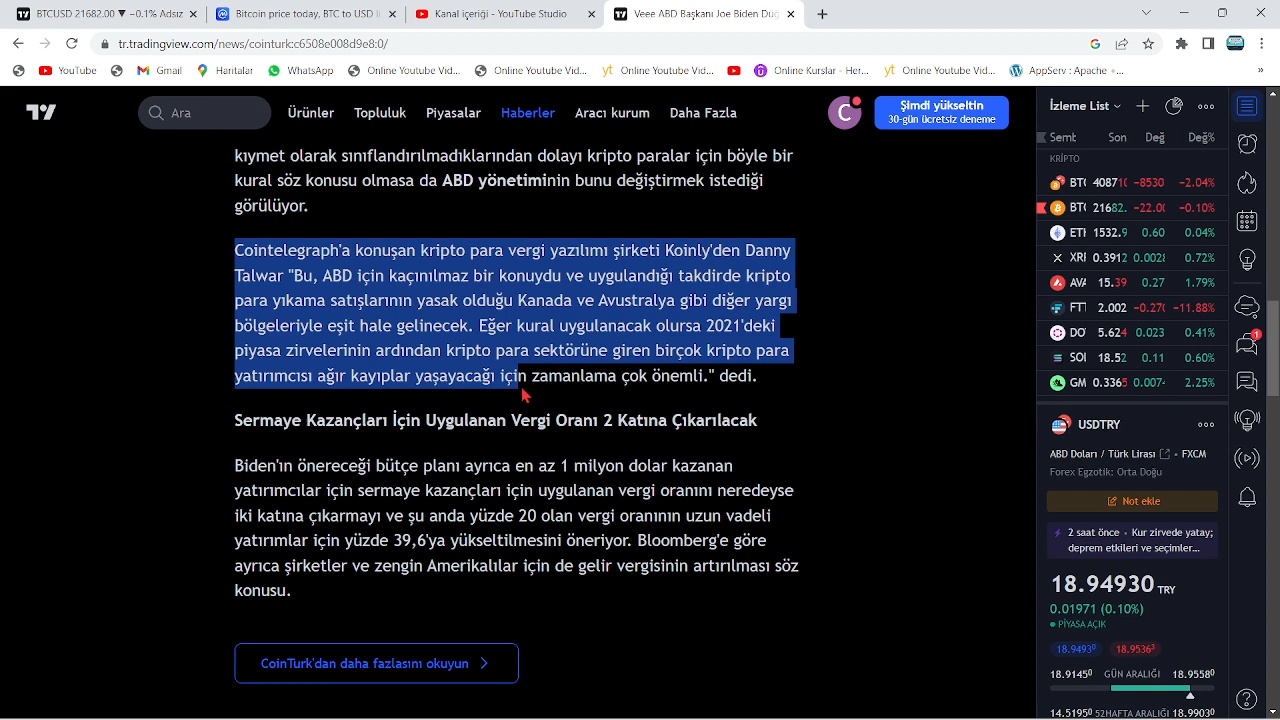 BTCUSD 21682.00 ▼ −0.1% Adsız
Bitcoin price today, BTC to USD li
Kanal içeriği - YouTube Studio
Veee ABD Başkanı Joe Biden Düğ
tr.tradingview.com/news/cointurkcc6508e008d9e8:0/
YouTube
Gmail
Haritalar
WhatsApp
Online Youtube Vid...
Online Youtube Vid...
Online Youtube Vid...
Online Kurslar - Her...
Online Youtube Vid...
AppServ : Apache +...
»
Ara
Ürünler
Topluluk
Piyasalar
Haberler
Aracı kurum
Daha Fazla
C
Şimdi yükseltin
30-gün ücretsiz deneme
kıymet olarak sınıflandırılmadıklarından dolayı kripto paralar için böyle bir
kural söz konusu olmasa da ABD yönetiminin bunu değiştirmek istediği
görülüyor.
Cointelegraph'a konuşan kripto para vergi yazılımı şirketi Koinly'den Danny
Talwar "Bu, ABD için kaçınılmaz bir konuydu ve uygulandığı takdirde kripto
para yıkama satışlarının yasak olduğu Kanada ve Avustralya gibi diğer yargı
bölgeleriyle eşit hale gelinecek. Eğer kural uygulanacak olursa 2021'deki
piyasa zirvelerinin ardından kripto para sektörüne giren birçok kripto para
yatırımcısı ağır kayıplar yaşayacağı için zamanlama çok önemli." dedi.
Sermaye Kazançları İçin Uygulanan Vergi Oranı 2 Katına Çıkarılacak
Biden'ın önereceği bütçe planı ayrıca en az 1 milyon dolar kazanan
yatırımcılar için sermaye kazançları için uygulanan vergi oranını neredeyse
iki katına çıkarmayı ve şu anda yüzde 20 olan vergi oranının uzun vadeli
yatırımlar için yüzde 39,6'ya yükseltilmesini öneriyor. Bloomberg'e göre
ayrıca şirketler ve zengin Amerikalılar için de gelir vergisinin artırılması söz
konusu.
CoinTurk'dan daha fazlasını okuyun
İzleme List
Semb Son Değ Değ%
KRİPTO
−8530 −2.04%
21682. −22.00 −0.10%
1532.9 0.60 0.04%
0.3912 0.0028 0.72%
AVA 15.39 0.27 1.79%
FTT 2.002 −0.270 −11.88%
5.624 0.023 0.41%
18.52 0.11 0.60%
GM 0.3365 0.0074 2.25%
1
USDTRY
ABD Doları / Türk Lirası • FXCM
Forex Egzotik: Orta Doğu
Not ekle
2 saat önce • Kur zirvede yatay;
deprem etkileri ve seçimler...
18.94930 TRY
0.01971 (0.10%)
PİYASA AÇIK
18.9493⁰ 18.9536³
18.9145⁰ GÜN ARALIĞI 18.9558⁰
14.5195⁰ 52HAFTA ARALIĞI 18.9903⁰